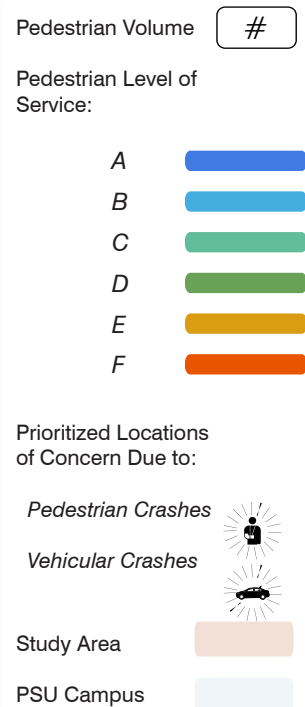 Pedestrian Volume #
Pedestrian Level of
Service:
A
B
C
D
E
F
Prioritized Locations
of Concern Due to:
Pedestrian Crashes
Vehicular Crashes
Study Area
PSU Campus